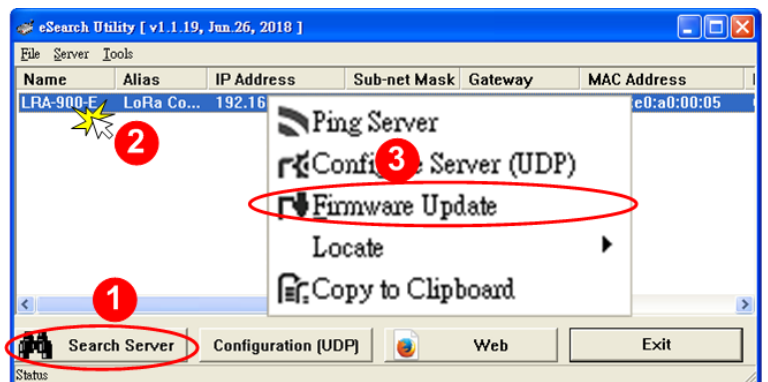 eSearch Utility [ v1.1.19, Jun.26, 2018 ]
File Server Tools
Name Alias IP Address Sub-net Mask Gateway MAC Address
LRA-900-E LoRa Co... 192.16 :e0:a0:00:05
2
Ping Server
3
Server (UDP)
Firmware Update
Locate
Copy to Clipboard
1
Search Server Configuration (UDP) Web Exit
Status